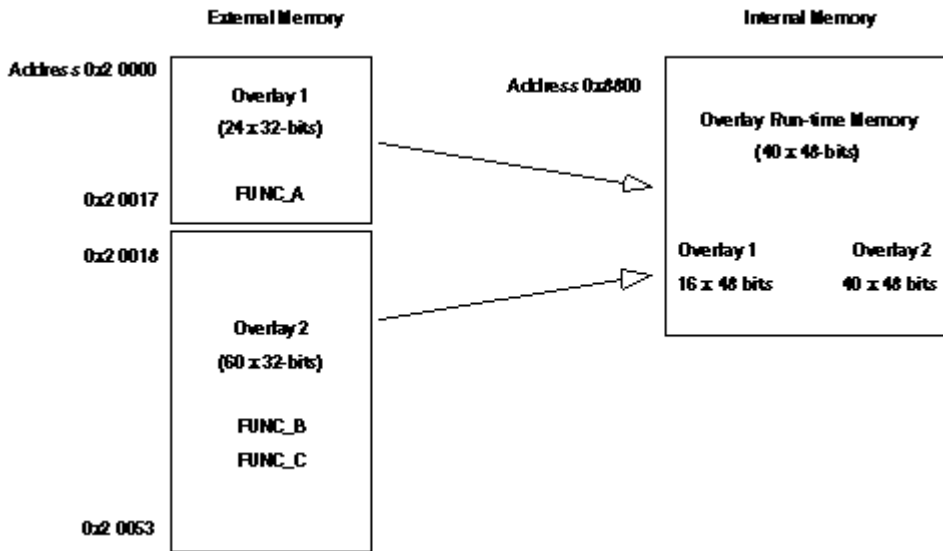 External Memory
Internal Memory
Address 0x2 0000
Overlay 1
(24 x 32-bits)
FUNC_A
0x2 0017
0x2 0018
Overlay 2
(60 x 32-bits)
FUNC_B
FUNC_C
0x2 0053
Address 0x8800
Overlay Run-time Memory
(40 x 48-bits)
Overlay 1
Overlay 2
16 x 48 bits
40 x 48 bits